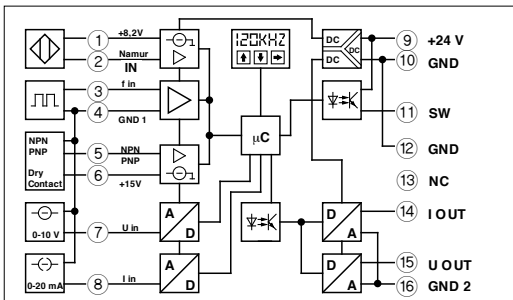 1 +8,2V
2 Namur
IN
3 f in
4 GND 1
NPN
PNP
Dry
Contact
5 NPN
PNP
6 +15V
0-10 V
7 U in
0-20 mA
8 I in
120KHZ
µC
A
D
A
D
DC
DC
DC
D
A
D
A
9 +24 V
10 GND
11 SW
12 GND
13 NC
14 I OUT
15 U OUT
16 GND 2